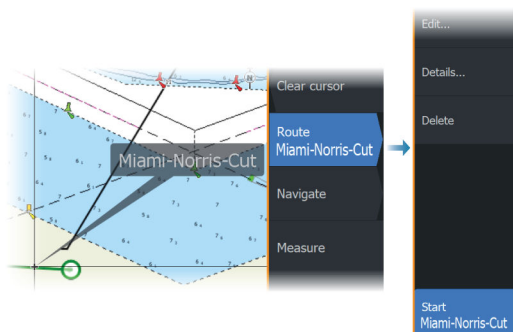 Miami-Norris-Cut
Clear cursor
Route
Miami-Norris-Cut
Navigate
Measure
Edit...
Details...
Delete
Start
Miami-Norris-Cut